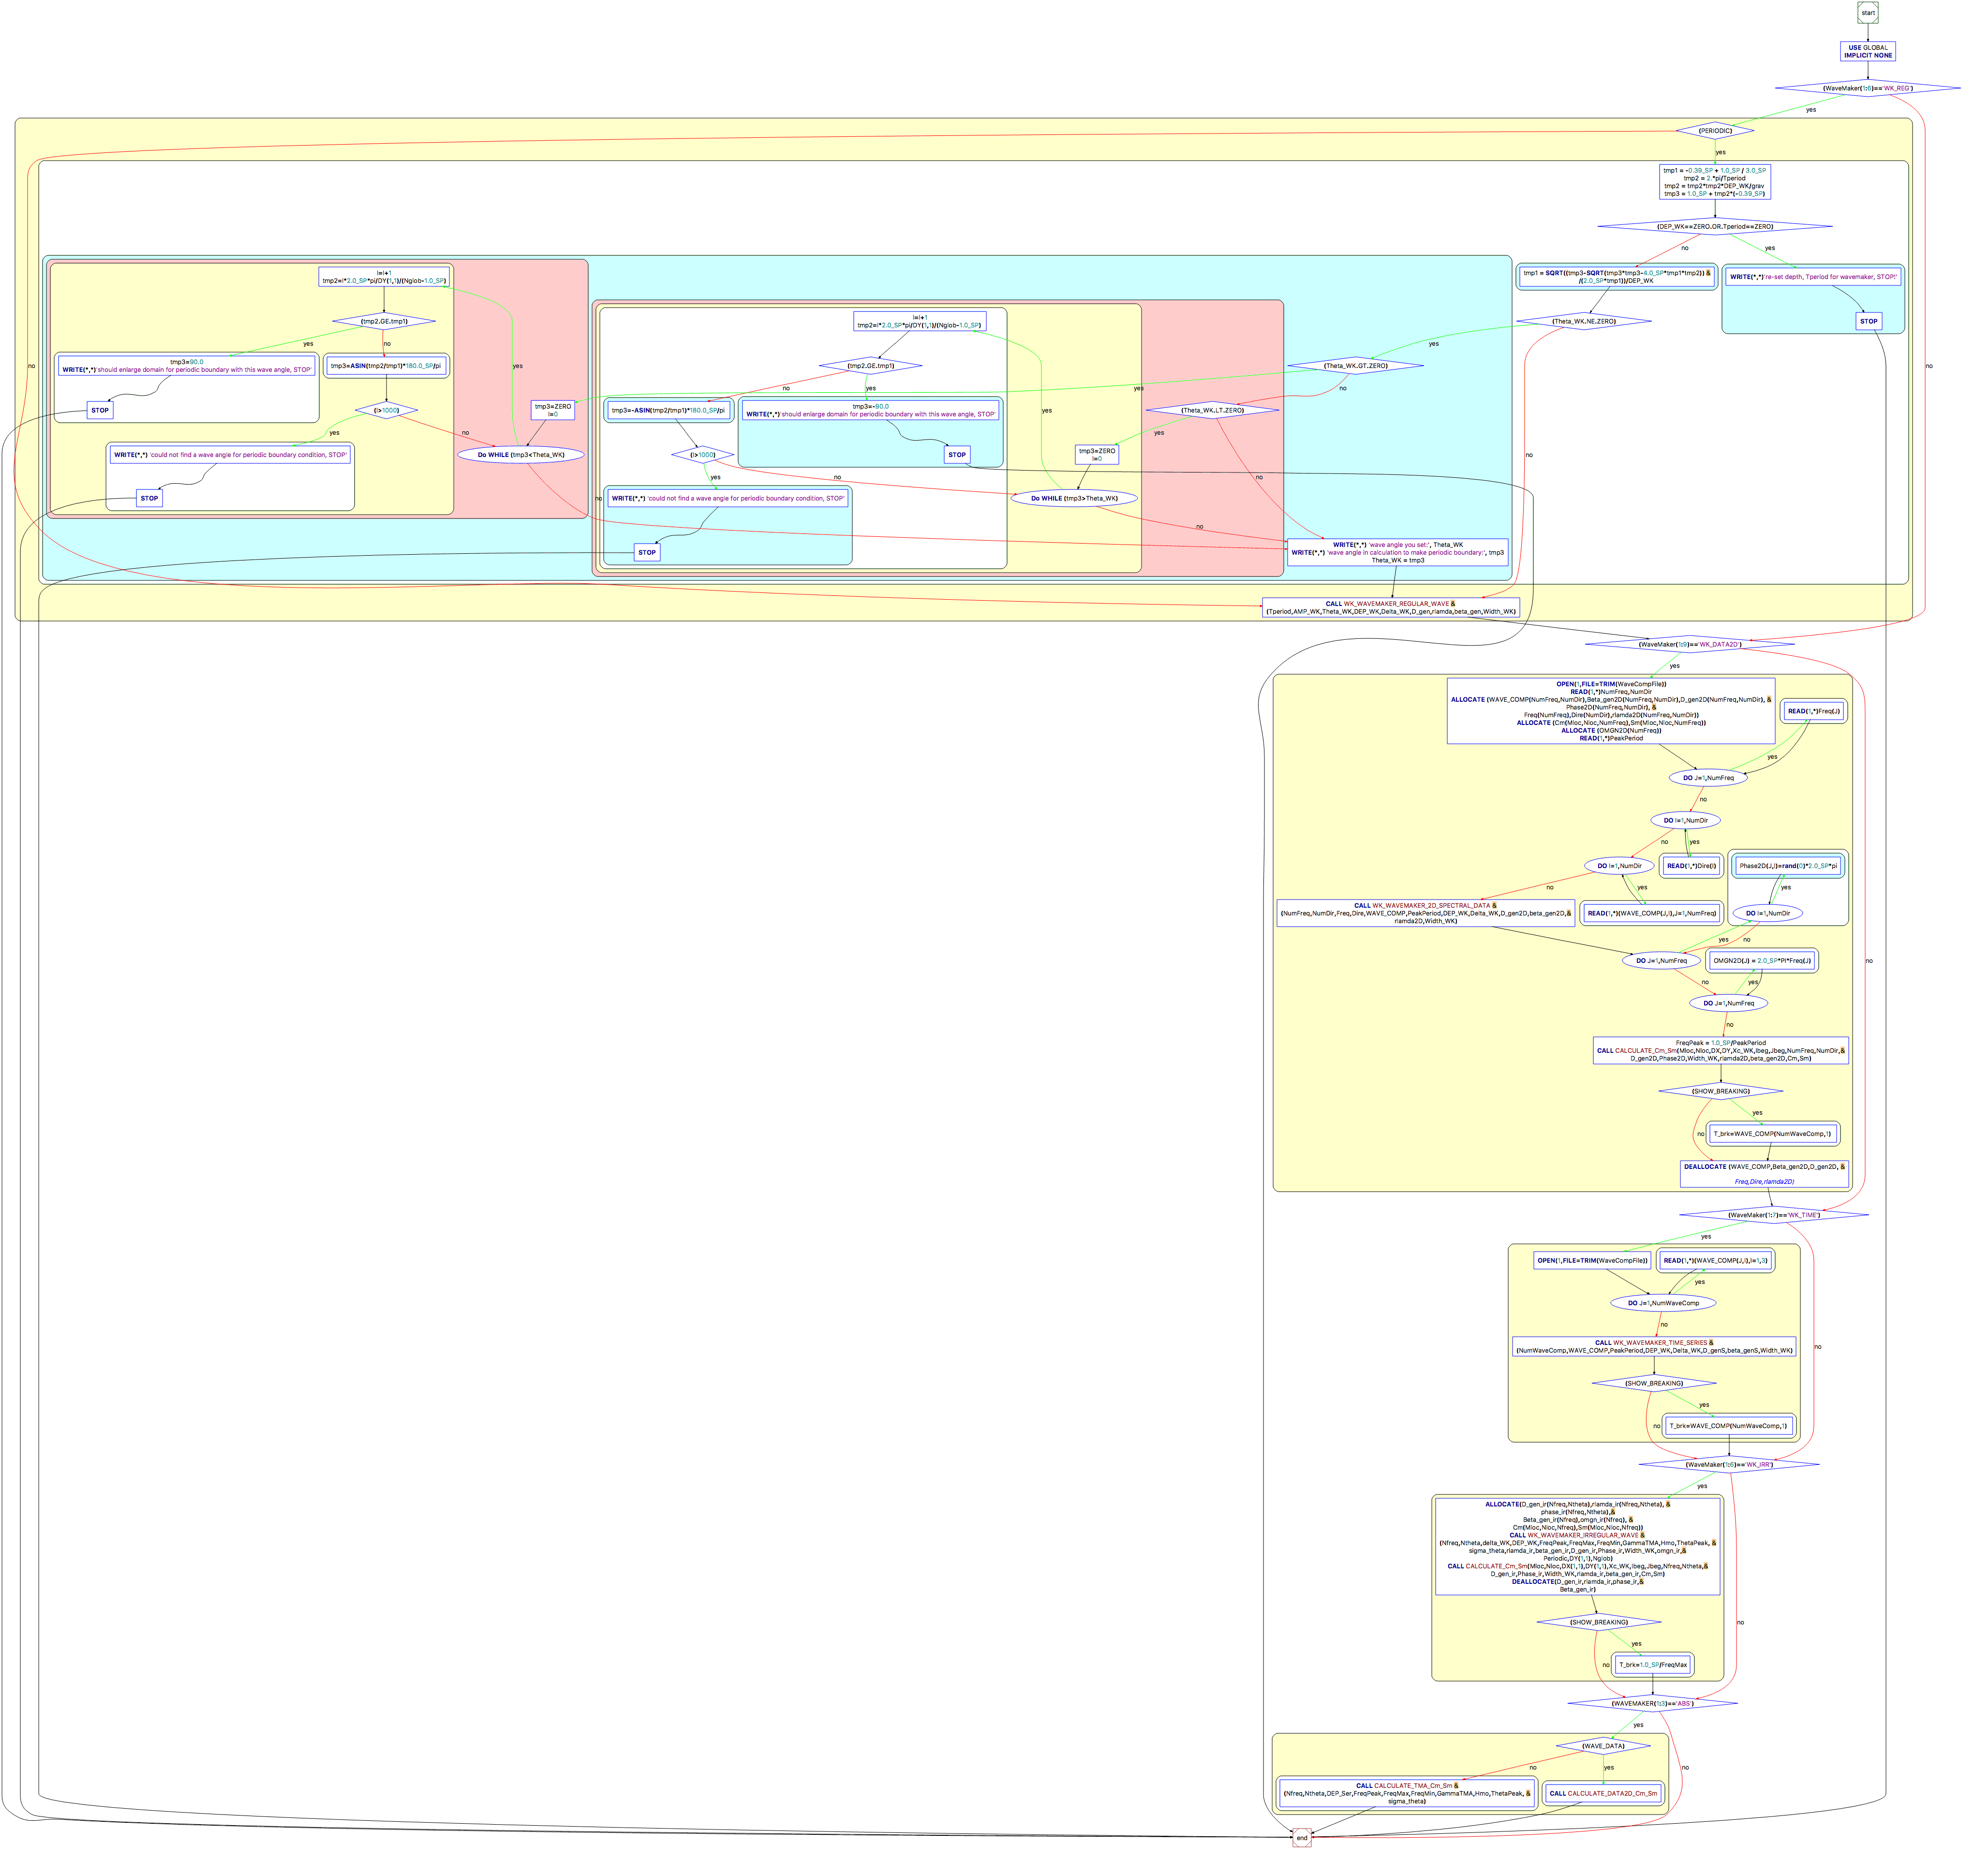 start
USE GLOBAL
IMPLICIT NONE
(WaveMaker(1:6)=='WK_REG')
yes
no
(PERIODIC)
yes
no
tmp1 = -0.39_SP + 1.0_SP / 3.0_SP
tmp2 = 2.*pi/Tperiod
tmp2 = tmp2*tmp2*DEP_WK/grav
tmp3 = 1.0_SP + tmp2*(-0.39_SP)
(DEP_WK==ZERO.OR.Tperiod==ZERO)
no
yes
tmp1 = SQRT((tmp3-SQRT(tmp3*tmp3-4.0_SP*tmp1*tmp2)) &
/(2.0_SP*tmp1))/DEP_WK
WRITE(*,*)'re-set depth, Tperiod for wavemaker, STOP!'
STOP
(Theta_WK.NE.ZERO)
yes
no
(Theta_WK.GT.ZERO)
yes
no
(Theta_WK.LT.ZERO)
yes
no
I=I+1
tmp2=I*2.0_SP*pi/DY(1,1)/(Nglob-1.0_SP)
(tmp2.GE.tmp1)
yes
no
tmp3=90.0
WRITE(*,*)'should enlarge domain for periodic boundary with this wave angle, STOP'
STOP
tmp3=ASIN(tmp2/tmp1)*180.0_SP/pi
(I>1000)
yes
no
WRITE(*,*) 'could not find a wave angle for periodic boundary condition, STOP'
STOP
tmp3=ZERO
I=0
Do WHILE (tmp3<Theta_WK)
yes
no
I=I+1
tmp2=I*2.0_SP*pi/DY(1,1)/(Nglob-1.0_SP)
(tmp2.GE.tmp1)
no
yes
tmp3=-ASIN(tmp2/tmp1)*180.0_SP/pi
tmp3=-90.0
WRITE(*,*)'should enlarge domain for periodic boundary with this wave angle, STOP'
STOP
(I>1000)
yes
no
WRITE(*,*) 'could not find a wave angle for periodic boundary condition, STOP'
STOP
tmp3=ZERO
I=0
Do WHILE (tmp3>Theta_WK)
yes
no
WRITE(*,*) 'wave angle you set:', Theta_WK
WRITE(*,*) 'wave angle in calculation to make periodic boundary:', tmp3
Theta_WK = tmp3
CALL WK_WAVEMAKER_REGULAR_WAVE &
(Tperiod,AMP_WK,Theta_WK,DEP_WK,Delta_WK,D_gen,rlamda,beta_gen,Width_WK)
(WaveMaker(1:9)=='WK_DATA2D')
yes
no
OPEN(1,FILE=TRIM(WaveCompFile))
READ(1,*)NumFreq,NumDir
ALLOCATE (WAVE_COMP(NumFreq,NumDir),Beta_gen2D(NumFreq,NumDir),D_gen2D(NumFreq,NumDir), &
Phase2D(NumFreq,NumDir), &
Freq(NumFreq),Dire(NumDir),rlamda2D(NumFreq,NumDir))
ALLOCATE (Cm(Mloc,Nloc,NumFreq),Sm(Mloc,Nloc,NumFreq))
ALLOCATE (OMGN2D(NumFreq))
READ(1,*)PeakPeriod
READ(1,*)Freq(J)
yes
DO J=1,NumFreq
no
DO I=1,NumDir
no
yes
READ(1,*)Dire(I)
DO I=1,NumDir
no
yes
READ(1,*)(WAVE_COMP(J,I),J=1,NumFreq)
CALL WK_WAVEMAKER_2D_SPECTRAL_DATA &
(NumFreq,NumDir,Freq,Dire,WAVE_COMP,PeakPeriod,DEP_WK,Delta_WK,D_gen2D,beta_gen2D,&
rlamda2D,Width_WK)
Phase2D(J,I)=rand(0)*2.0_SP*pi
yes
DO I=1,NumDir
yes
no
DO J=1,NumFreq
no
OMGN2D(J) = 2.0_SP*Pi*Freq(J)
yes
DO J=1,NumFreq
no
FreqPeak = 1.0_SP/PeakPeriod
CALL CALCULATE_Cm_Sm(Mloc,Nloc,DX,DY,Xc_WK,Ibeg,Jbeg,NumFreq,NumDir,&
D_gen2D,Phase2D,Width_WK,rlamda2D,beta_gen2D,Cm,Sm)
(SHOW_BREAKING)
yes
no
T_brk=WAVE_COMP(NumWaveComp,1)
DEALLOCATE (WAVE_COMP,Beta_gen2D,D_gen2D, &
Freq,Dire,rlamda2D)
(WaveMaker(1:7)=='WK_TIME')
yes
no
OPEN(1,FILE=TRIM(WaveCompFile))
READ(1,*)(WAVE_COMP(J,I),I=1,3)
yes
DO J=1,NumWaveComp
no
CALL WK_WAVEMAKER_TIME_SERIES &
(NumWaveComp,WAVE_COMP,PeakPeriod,DEP_WK,Delta_WK,D_genS,beta_genS,Width_WK)
(SHOW_BREAKING)
yes
no
T_brk=WAVE_COMP(NumWaveComp,1)
(WaveMaker(1:6)=='WK_IRR')
yes
no
ALLOCATE(D_gen_ir(Nfreq,Ntheta),rlamda_ir(Nfreq,Ntheta), &
phase_ir(Nfreq,Ntheta),&
Beta_gen_ir(Nfreq),omgn_ir(Nfreq), &
Cm(Mloc,Nloc,Nfreq),Sm(Mloc,Nloc,Nfreq))
CALL WK_WAVEMAKER_IRREGULAR_WAVE &
(Nfreq,Ntheta,delta_WK,DEP_WK,FreqPeak,FreqMax,FreqMin,GammaTMA,Hmo,ThetaPeak, &
sigma_theta,rlamda_ir,beta_gen_ir,D_gen_ir,Phase_ir,Width_WK,omgn_ir,&
Periodic,DY(1,1),Nglob)
CALL CALCULATE_Cm_Sm(Mloc,Nloc,DX(1,1),DY(1,1),Xc_WK,Ibeg,Jbeg,Nfreq,Ntheta,&
D_gen_ir,Phase_ir,Width_WK,rlamda_ir,beta_gen_ir,Cm,Sm)
DEALLOCATE(D_gen_ir,rlamda_ir,phase_ir,&
Beta_gen_ir)
(SHOW_BREAKING)
yes
no
T_brk=1.0_SP/FreqMax
(WAVEMAKER(1:3)=='ABS')
yes
no
(WAVE_DATA)
no
yes
CALL CALCULATE_TMA_Cm_Sm &
(Nfreq,Ntheta,DEP_Ser,FreqPeak,FreqMax,FreqMin,GammaTMA,Hmo,ThetaPeak, &
sigma_theta)
CALL CALCULATE_DATA2D_Cm_Sm
end